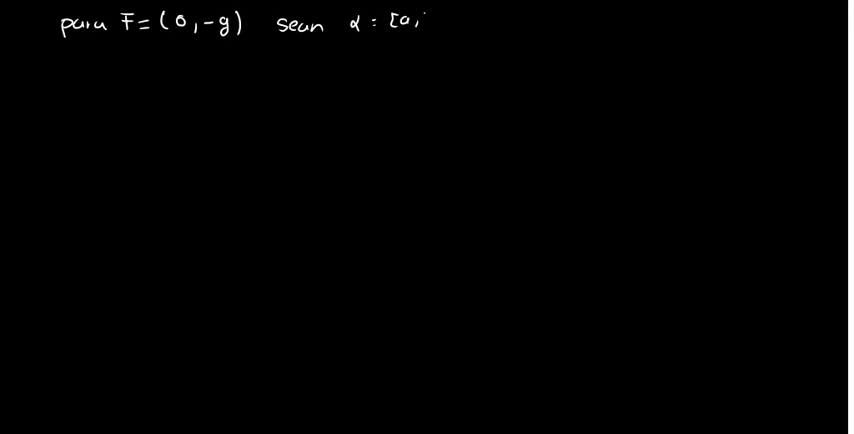 para F = (0, -g) sean α : [a,